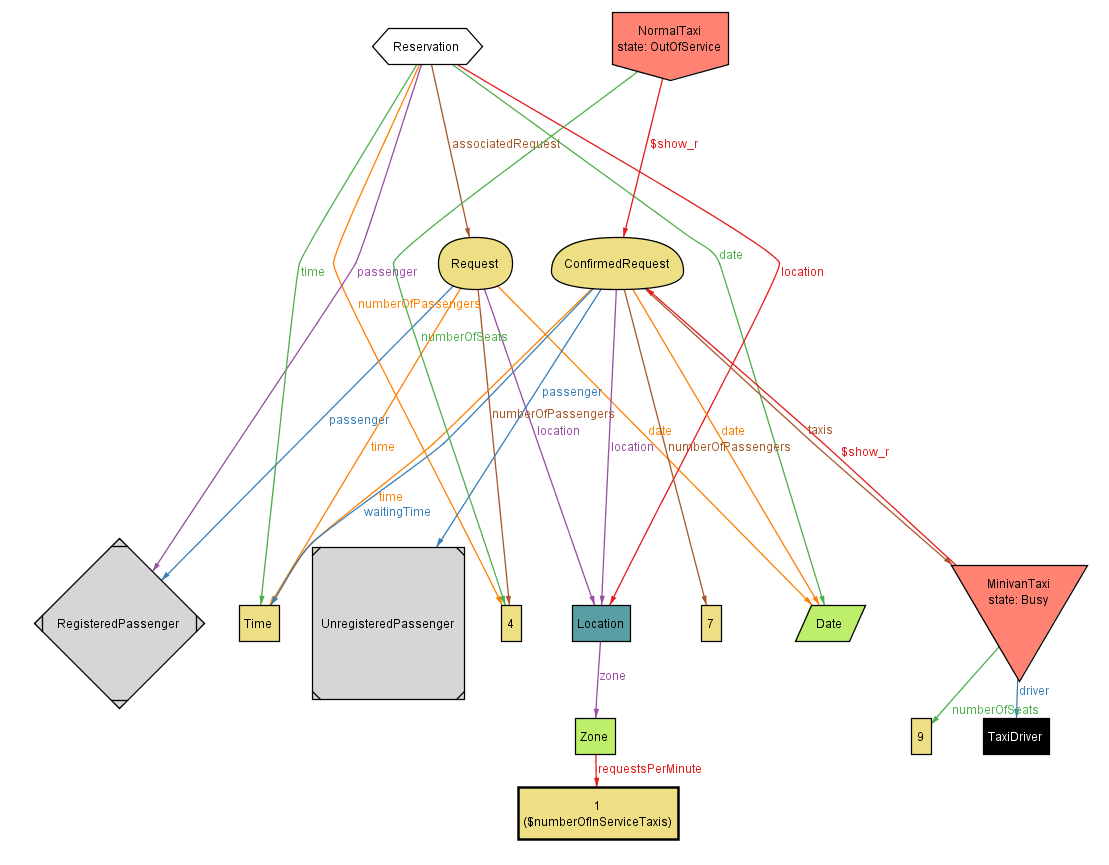 Reservation
NormalTaxi
state: OutOfService
associatedRequest
$show_r
date
Request
ConfirmedRequest
time
passenger
location
numberOfPassengers
numberOfSeats
passenger
numberOfPassengers
passenger
location
date
date
taxis
time
location
numberOfPassengers
$show_r
time
waitingTime
MinivanTaxi
state: Busy
RegisteredPassenger
Time
UnregisteredPassenger
4
Location
7
Date
zone
driver
numberOfSeats
Zone
9
TaxiDriver
requestsPerMinute
1
($numberOfInServiceTaxis)